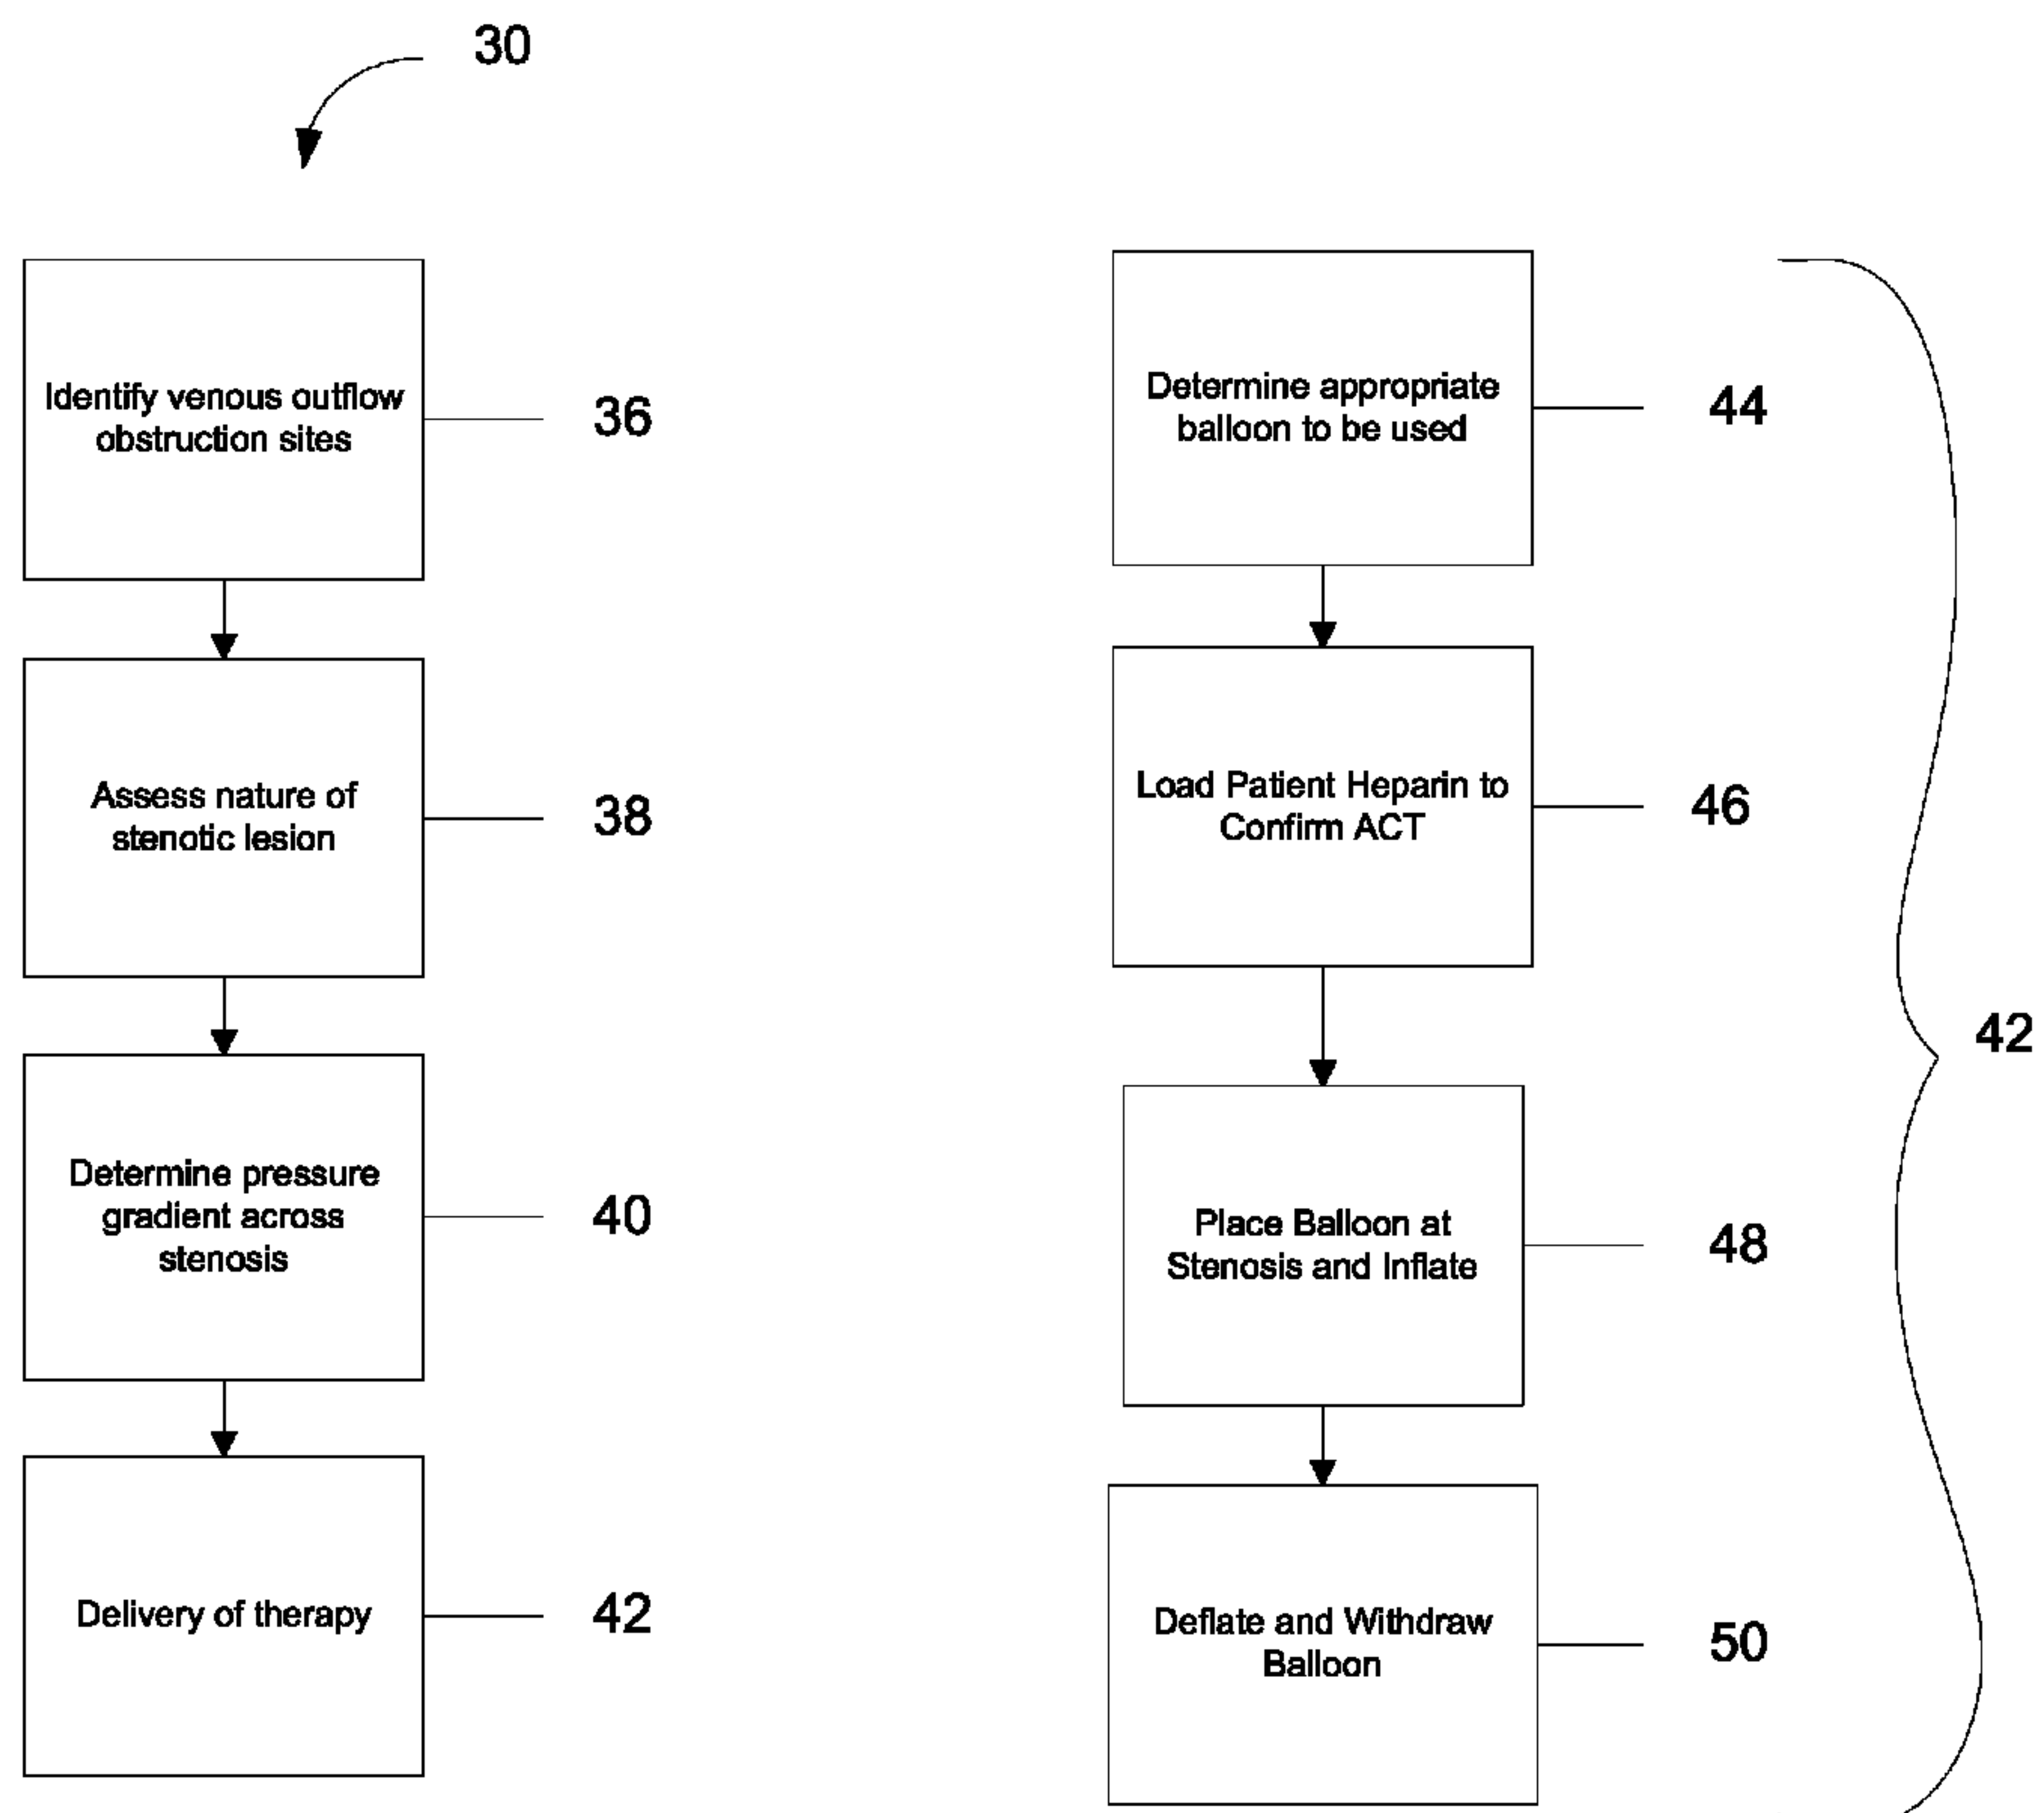 30
Identify venous outflow
obstruction sites
36
Assess nature of
stenotic lesion
38
Determine pressure
gradient across
stenosis
40
Delivery of therapy
42
Determine appropriate
balloon to be used
44
Load Patient Heparin to
Confirm ACT
46
Place Balloon at
Stenosis and Inflate
48
Deflate and Withdraw
Balloon
50
42